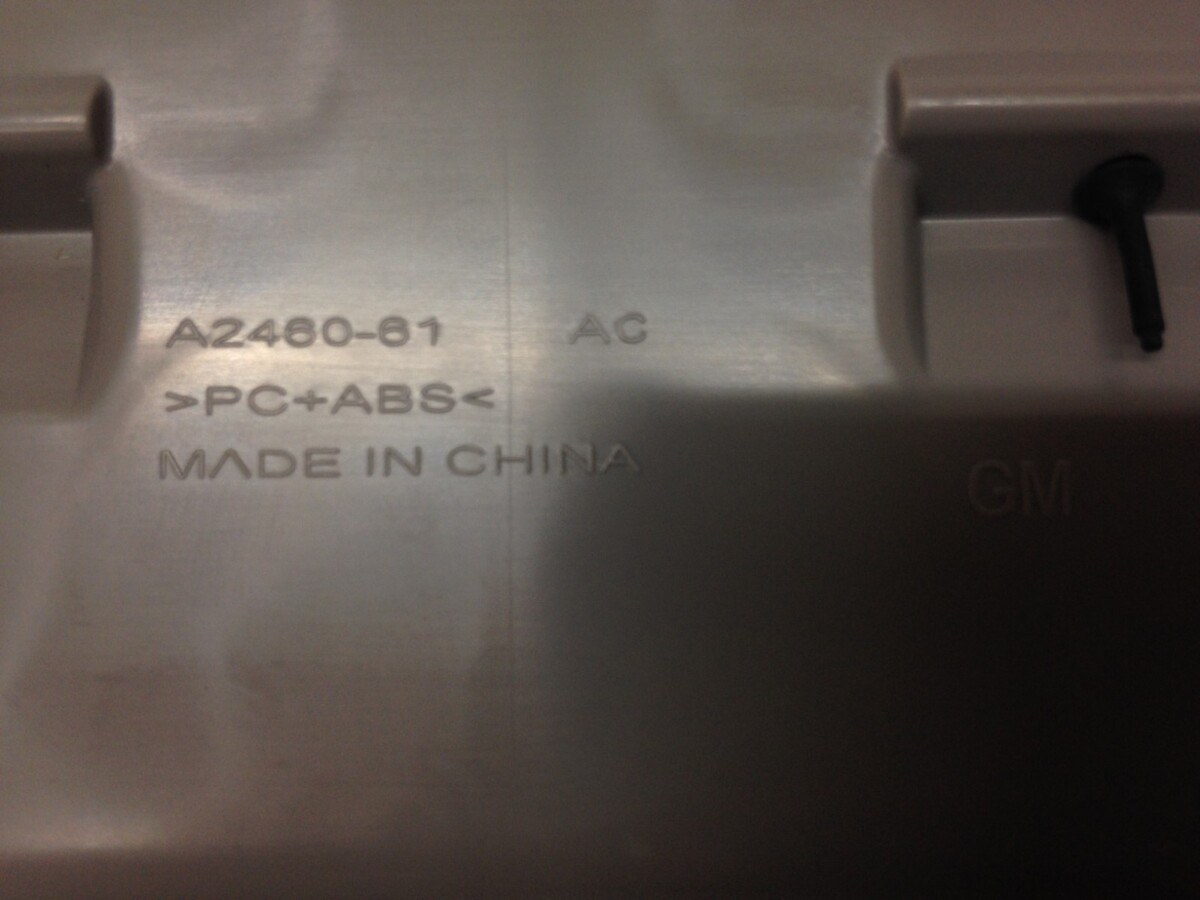 A2460-61 AC
>PC+ABS<
MADE IN CHINA
GM